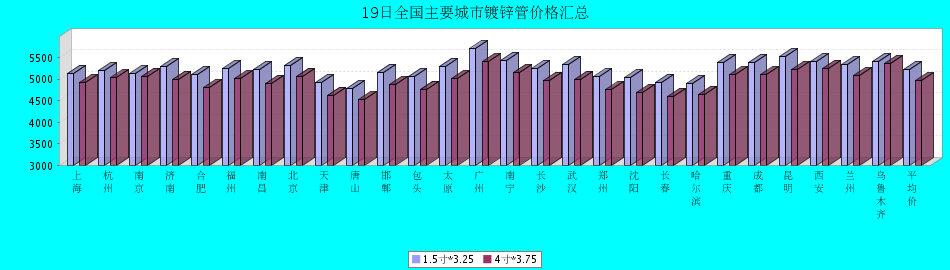 19日全国主要城市镀锌管价格汇总
5500
5000
4500
4000
3500
3000
上海
杭州
南京
济南
合肥
福州
南昌
北京
天津
唐山
邯郸
包头
太原
广州
南宁
长沙
武汉
郑州
沈阳
长春
哈尔滨
重庆
成都
昆明
西安
兰州
乌鲁木齐
平均价
1.5寸*3.25
4寸*3.75